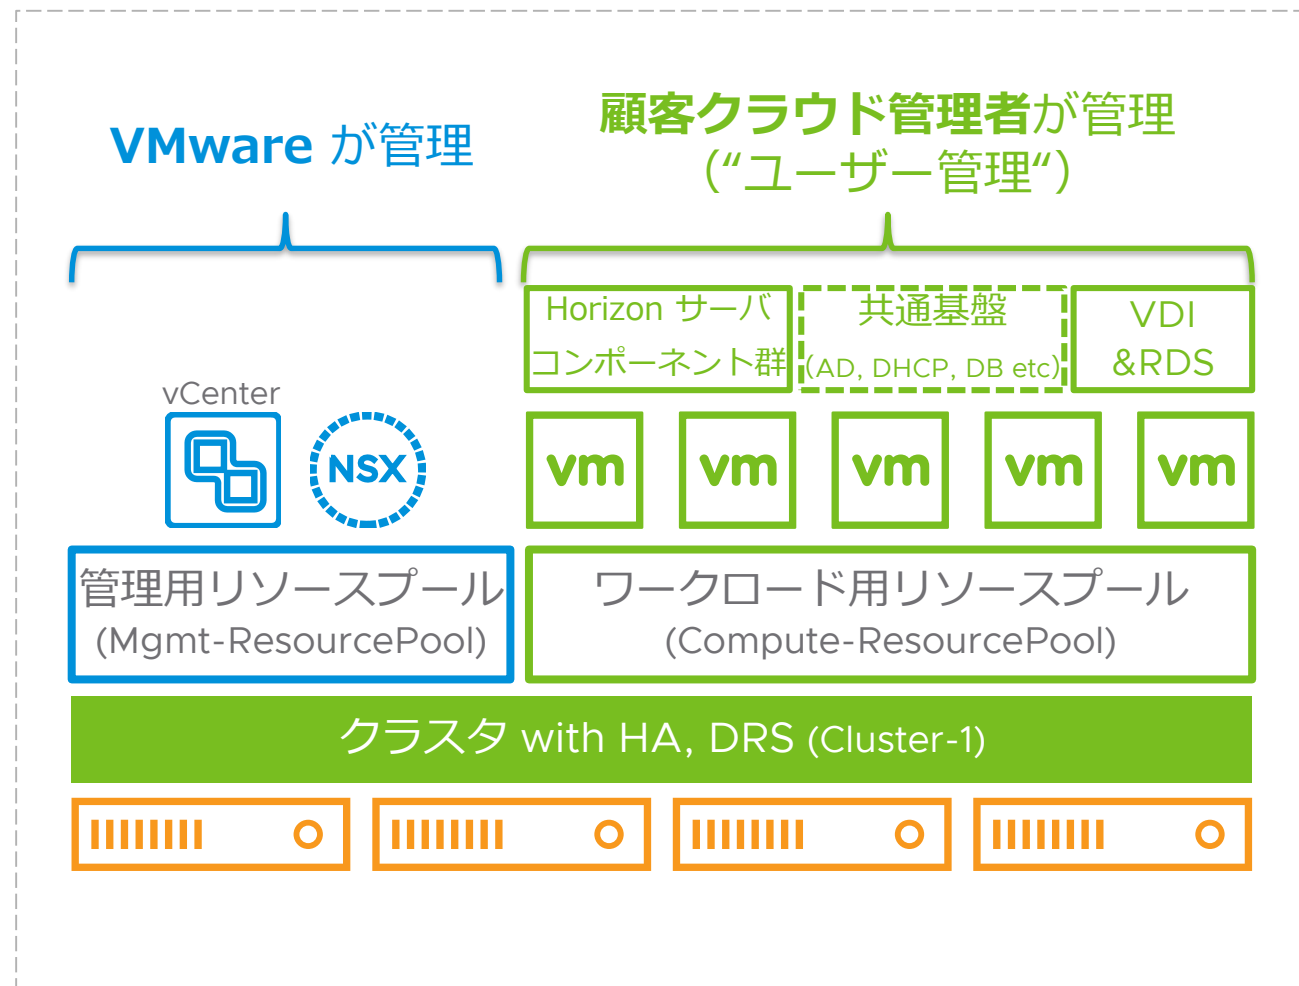 VMware が管理
顧客クラウド管理者が管理
(“ユーザー管理“)
Horizon サーバ
コンポーネント群
共通基盤
(AD, DHCP, DB etc)
VDI
&RDS
vCenter
NSX
vm
vm
vm
vm
vm
管理用リソースプール
(Mgmt-ResourcePool)
ワークロード用リソースプール
(Compute-ResourcePool)
クラスタ with HA, DRS (Cluster-1)